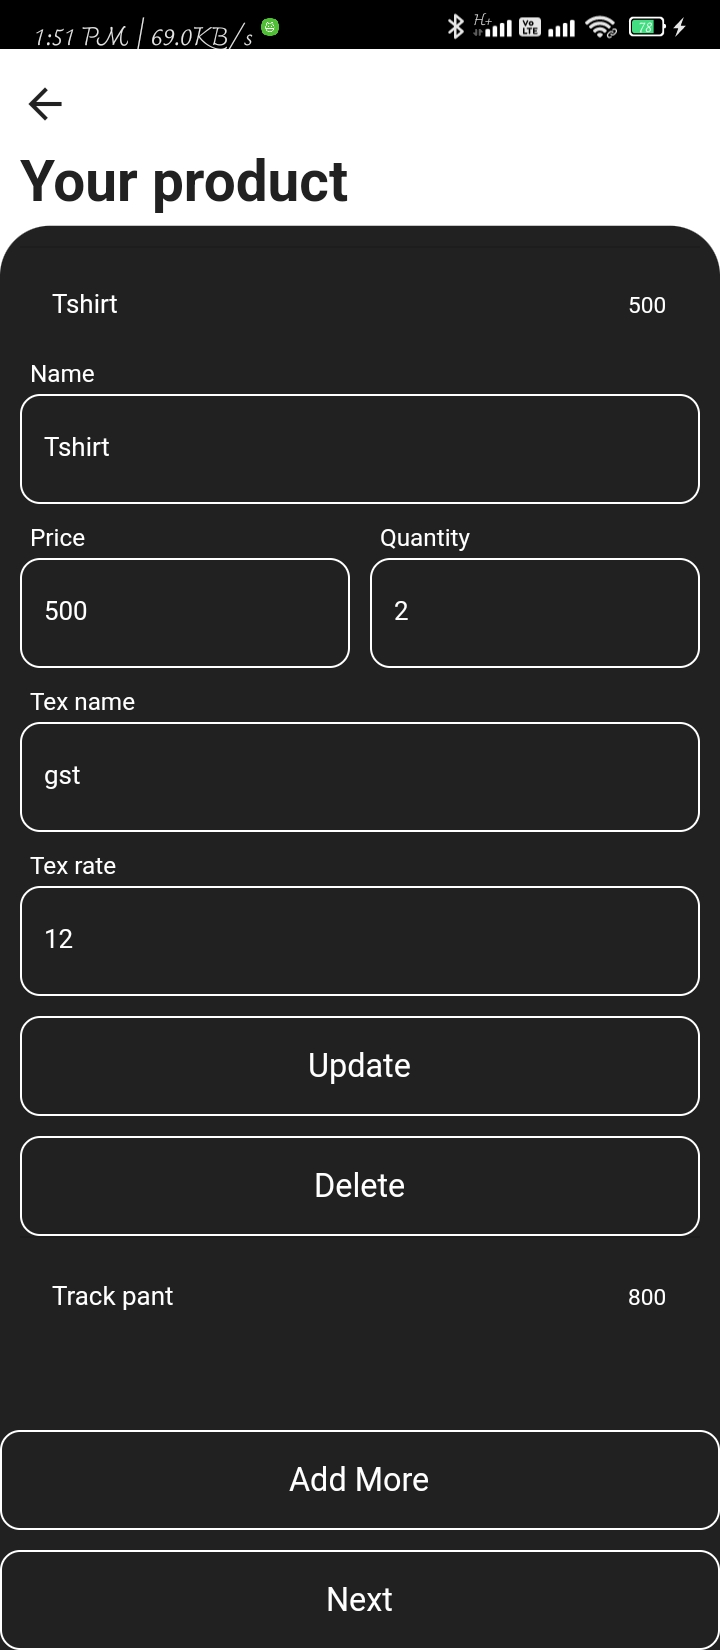 1:51 PM | 69.0KB/s H+ Vo LTE 78
Your product
Tshirt 500
Name
Tshirt
Price Quantity
500 2
Tex name
gst
Tex rate
12
Update
Delete
Track pant 800
Add More
Next